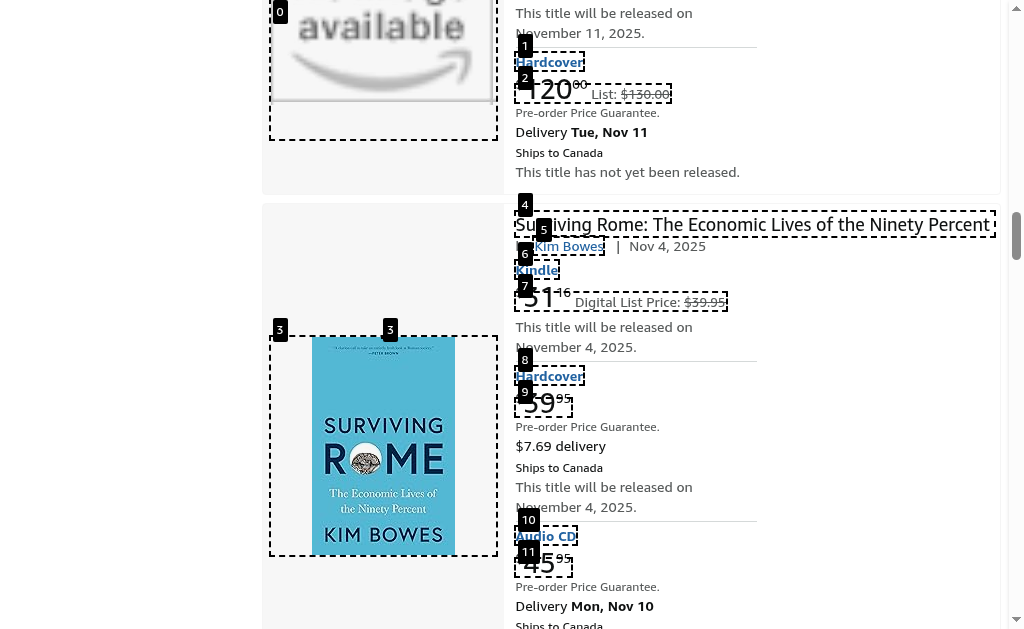 available
This title will be released on
November 11, 2025.
Hardcover
120 00 List: $130.00
Pre-order Price Guarantee.
Delivery Tue, Nov 11
Ships to Canada
This title has not yet been released.
Surviving Rome: The Economic Lives of the Ninety Percent
Kim Bowes | Nov 4, 2025
Kindle
16 Digital List Price: $39.95
This title will be released on
November 4, 2025.
Hardcover
95
Pre-order Price Guarantee.
$7.69 delivery
Ships to Canada
This title will be released on
November 4, 2025.
Audio CD
45 95
Pre-order Price Guarantee.
Delivery Mon, Nov 10
Ships to Canada
0
1
2
3
3
4
5
6
7
8
9
10
11
—PETER BROWN
SURVIVING
ROME
The Economic Lives of
the Ninety Percent
KIM BOWES